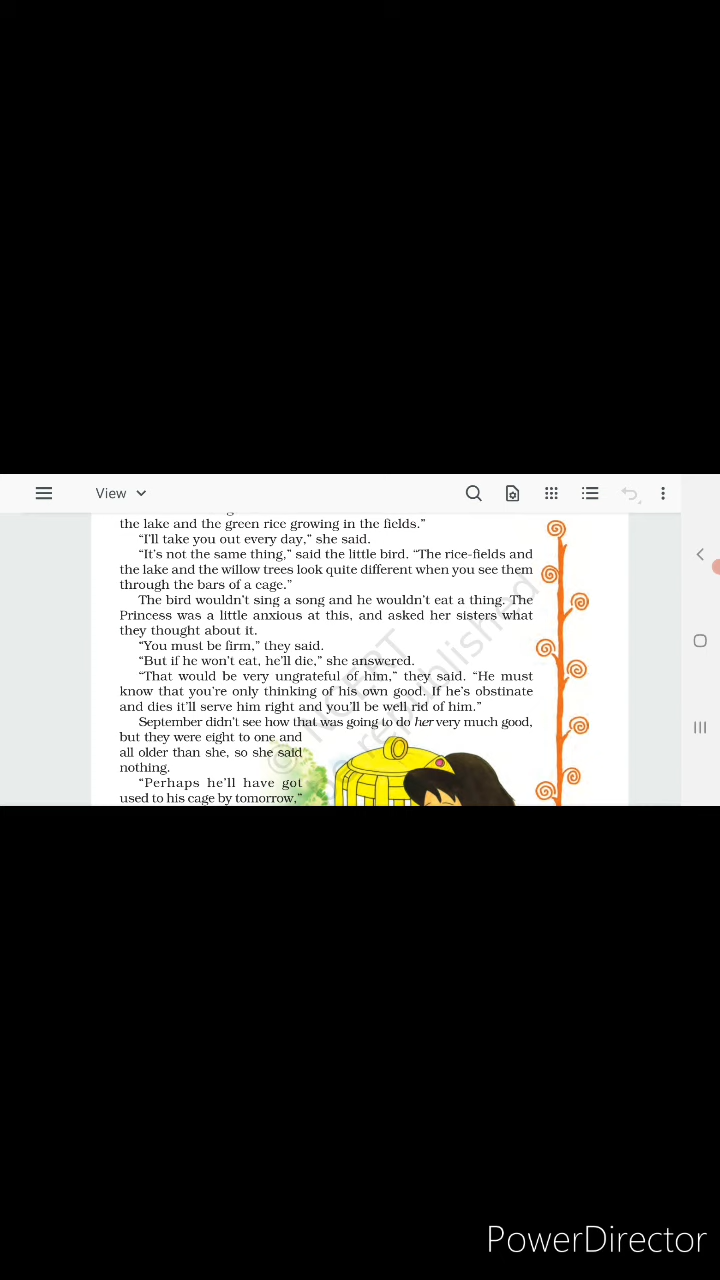 View
the lake and the green rice growing in the fields."
"I'll take you out every day," she said.
"It's not the same thing," said the little bird. "The rice-fields and
the lake and the willow trees look quite different when you see them
through the bars of a cage."
The bird wouldn't sing a song and he wouldn't eat a thing. The
Princess was a little anxious at this, and asked her sisters what
they thought about it.
"You must be firm," they said.
"But if he won't eat, he'll die," she answered.
"That would be very ungrateful of him," they said. "He must
know that you're only thinking of his own good. If he's obstinate
and dies it'll serve him right and you'll be well rid of him."
September didn't see how that was going to do her very much good,
but they were eight to one and
all older than she, so she said
nothing.
"Perhaps he'll have got
used to his cage by tomorrow,"
© NCERT
republished
PowerDirector